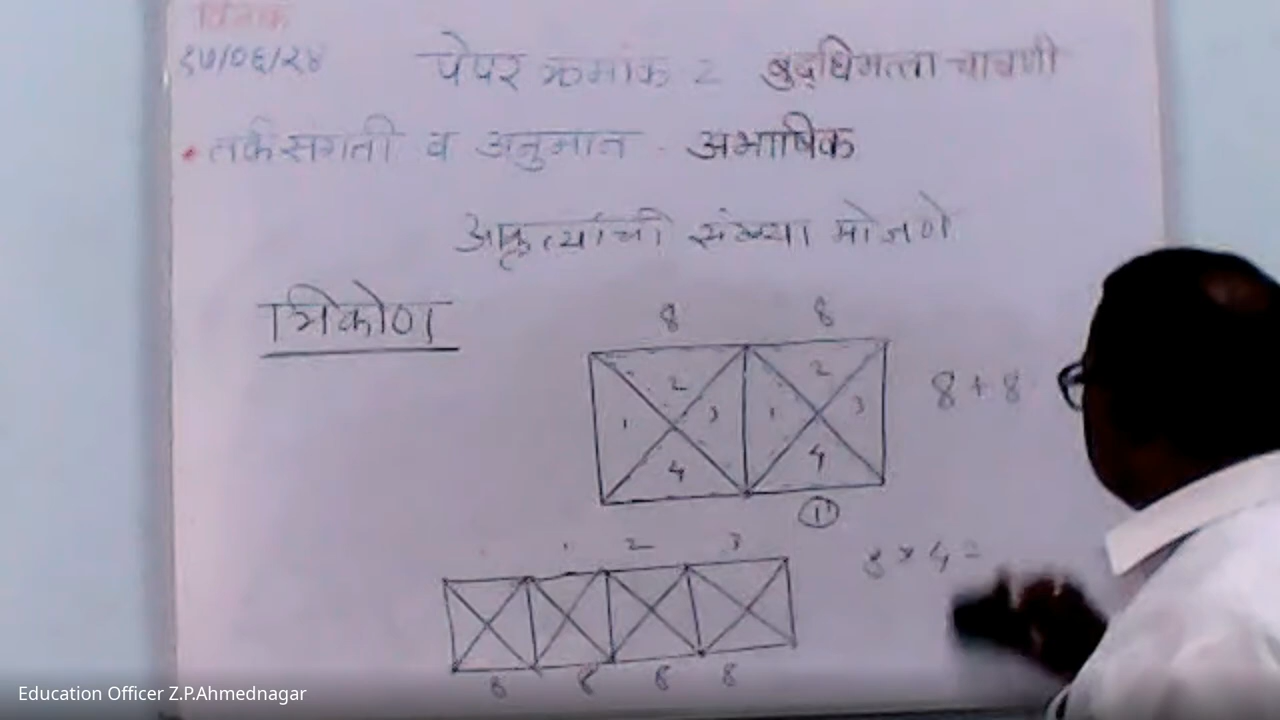 दिनांक
१७/०६/२४ पेपर क्रमांक 2 बुद्धिमत्ता चाचणी
• तर्कसंगती व अनुमान - अभाषिक
आकृत्यांची संख्या मोजणे
त्रिकोण
8 8
2 2
1 3 1 3 8 + 8
4 4
1
1 2 3
8 × 4 =
8 8 8 8
Education Officer Z.P.Ahmednagar